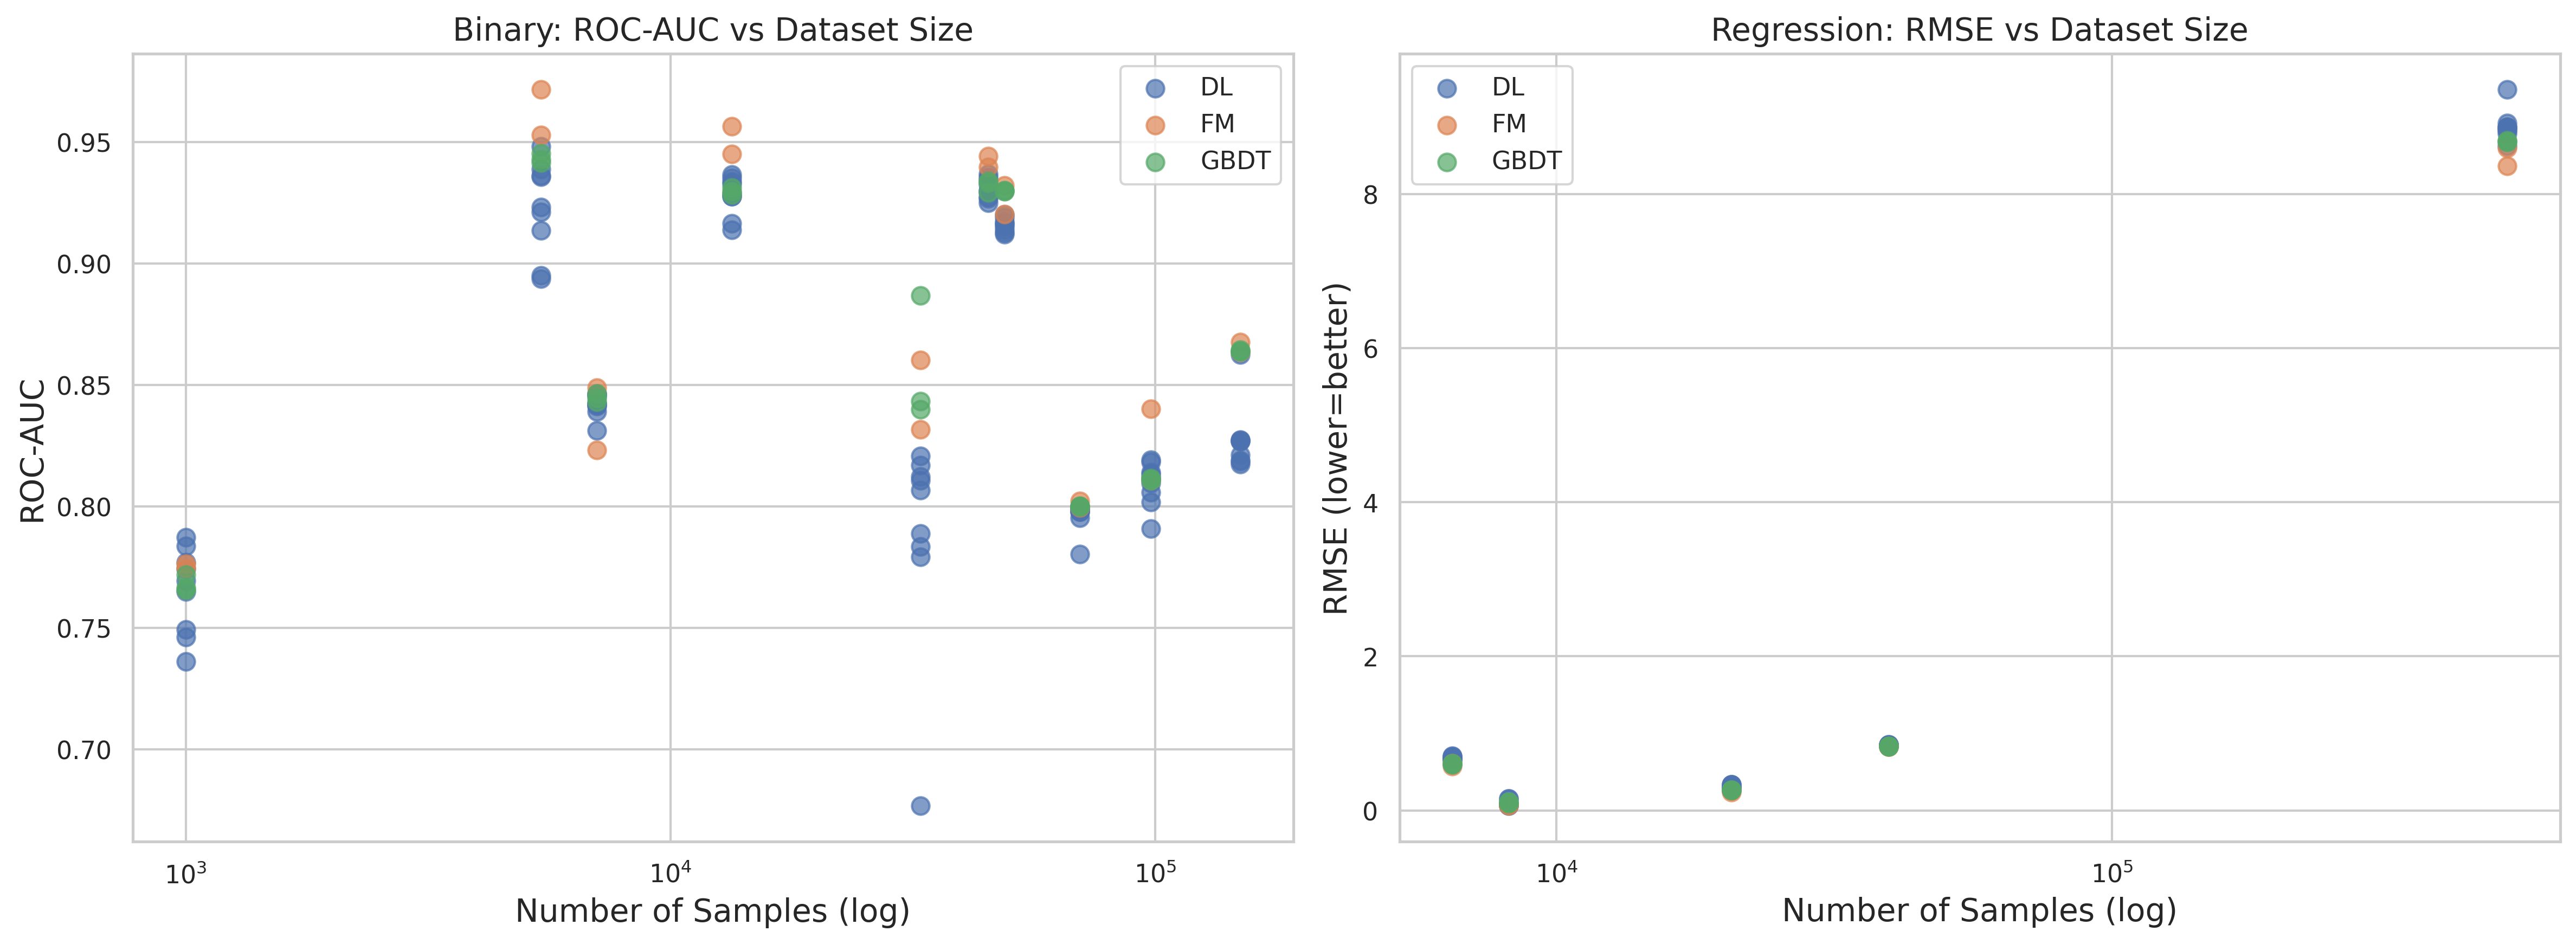 Binary: ROC-AUC vs Dataset Size
ROC-AUC
0.95
0.90
0.85
0.80
0.75
0.70
DL
FM
GBDT
10³
10⁴
10⁵
Number of Samples (log)
Regression: RMSE vs Dataset Size
RMSE (lower=better)
8
6
4
2
0
DL
FM
GBDT
10⁴
10⁵
Number of Samples (log)